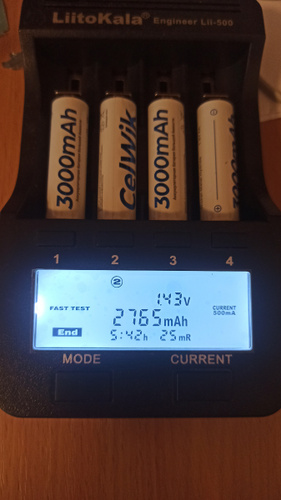 LiitoKala® Engineer Lii-500
3000mAh
CelWik
3000mAh
3000mAh
1 2 3 4
2
1.43v
FAST TEST
CURRENT
500mA
2765mAh
End
5:42h 25mR
MODE CURRENT